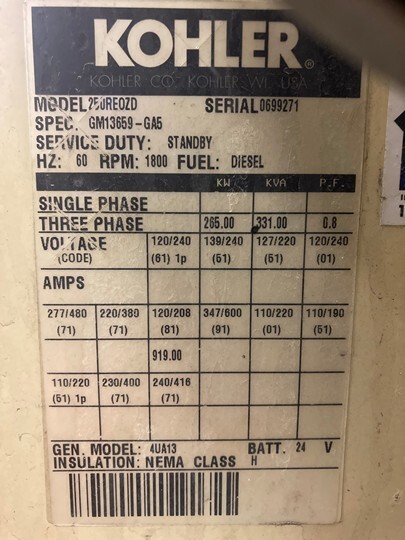 KOHLER®
KOHLER CO. KOHLER, WI. USA
MODEL 250REOZD SERIAL 0699271
SPEC. GM13659-GA5
SERVICE DUTY: STANDBY
HZ: 60 RPM: 1800 FUEL: DIESEL
KW KVA P.F.
SINGLE PHASE
THREE PHASE 265.00 331.00 0.8
VOLTAGE 120/240 139/240 127/220 120/240
(CODE) (61) 1p (51) (51) (01)
AMPS
277/480 220/380 120/208 347/600 110/220 110/190
(71) (71) (81) (91) (01) (51)
919.00
110/220 230/400 240/416
(61) 1p (71) (71)
GEN. MODEL: 4UA13 BATT. 24 V
INSULATION: NEMA CLASS H